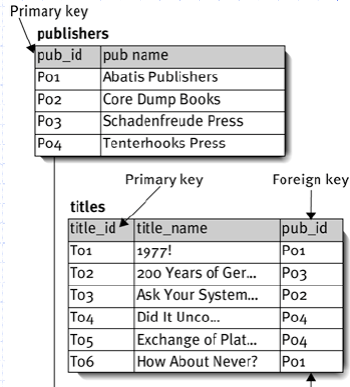 Primary key
publishers
pub_id pub name
P01 Abatis Publishers
P02 Core Dump Books
P03 Schadenfreude Press
P04 Tenterhooks Press
Primary key Foreign key
titles
title_id title_name pub_id
T01 1977! P01
T02 200 Years of Ger... P03
T03 Ask Your System... P02
T04 Did It Unco... P04
T05 Exchange of Plat... P04
T06 How About Never? P01